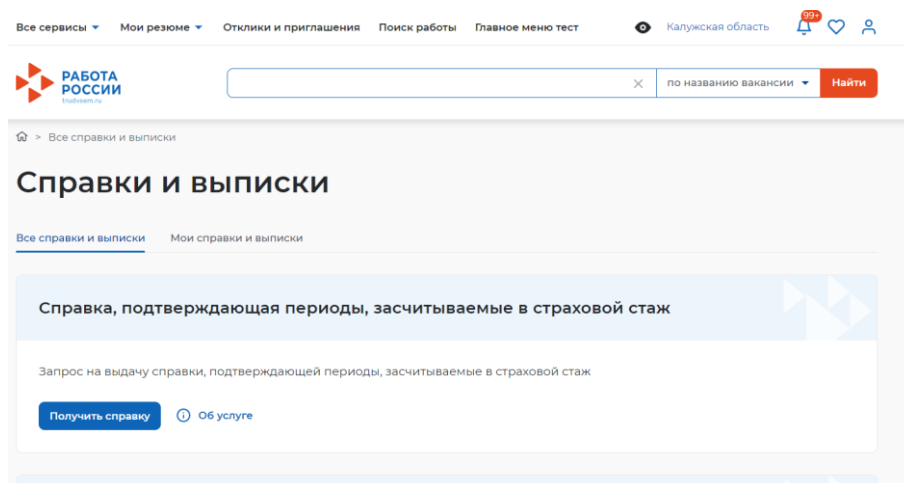 Все сервисы Мои резюме Отклики и приглашения Поиск работы Главное меню тест Калужская область 99+
РАБОТА
РОССИИ
trudvsem.ru
по названию вакансии Найти
> Все справки и выписки
Справки и выписки
Все справки и выписки Мои справки и выписки
Справка, подтверждающая периоды, засчитываемые в страховой стаж
Запрос на выдачу справки, подтверждающей периоды, засчитываемые в страховой стаж
Получить справку Об услуге